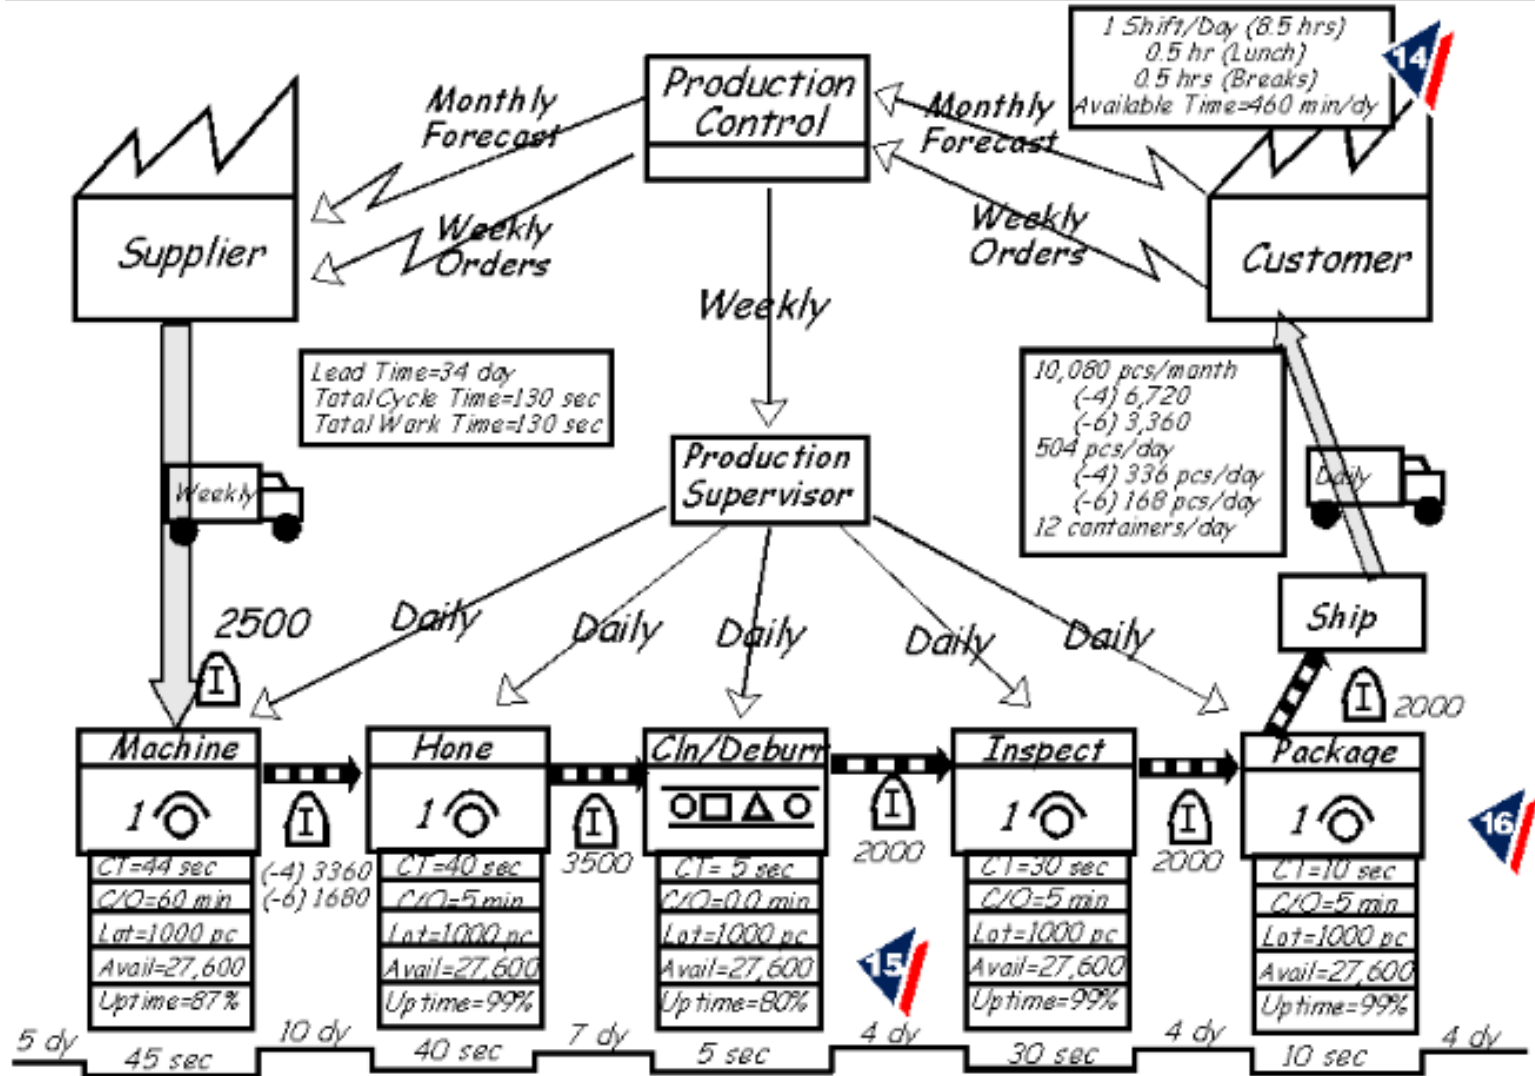 1 Shift/Day (8.5 hrs)
0.5 hr (Lunch)
0.5 hrs (Breaks)
Available Time=460 min/dy
14
Production
Control
Monthly
Forecast
Monthly
Forecast
Weekly
Orders
Weekly
Orders
Supplier
Customer
Weekly
Lead Time=34 day
Total Cycle Time=130 sec
Total Work Time=130 sec
10,080 pcs/month
(-4) 6,720
(-6) 3,360
504 pcs/day
(-4) 336 pcs/day
(-6) 168 pcs/day
12 containers/day
Production
Supervisor
Weekly
Daily
Daily
Daily
Daily
Daily
Daily
Ship
2500
I
I
2000
Machine
1
CT=44 sec
C/O=60 min
Lot=1000 pc
Avail=27,600
Uptime=87%
I
(-4) 3360
(-6) 1680
Hone
1
CT=40 sec
C/O=5 min
Lot=1000 pc
Avail=27,600
Uptime=99%
I
3500
Cln/Deburr
CT= 5 sec
C/O=0.0 min
Lot=1000 pc
Avail=27,600
Uptime=80%
I
2000
15
Inspect
1
CT=30 sec
C/O=5 min
Lot=1000 pc
Avail=27,600
Uptime=99%
I
2000
Package
1
CT=10 sec
C/O=5 min
Lot=1000 pc
Avail=27,600
Uptime=99%
16
5 dy
45 sec
10 dy
40 sec
7 dy
5 sec
4 dy
30 sec
4 dy
10 sec
4 dy